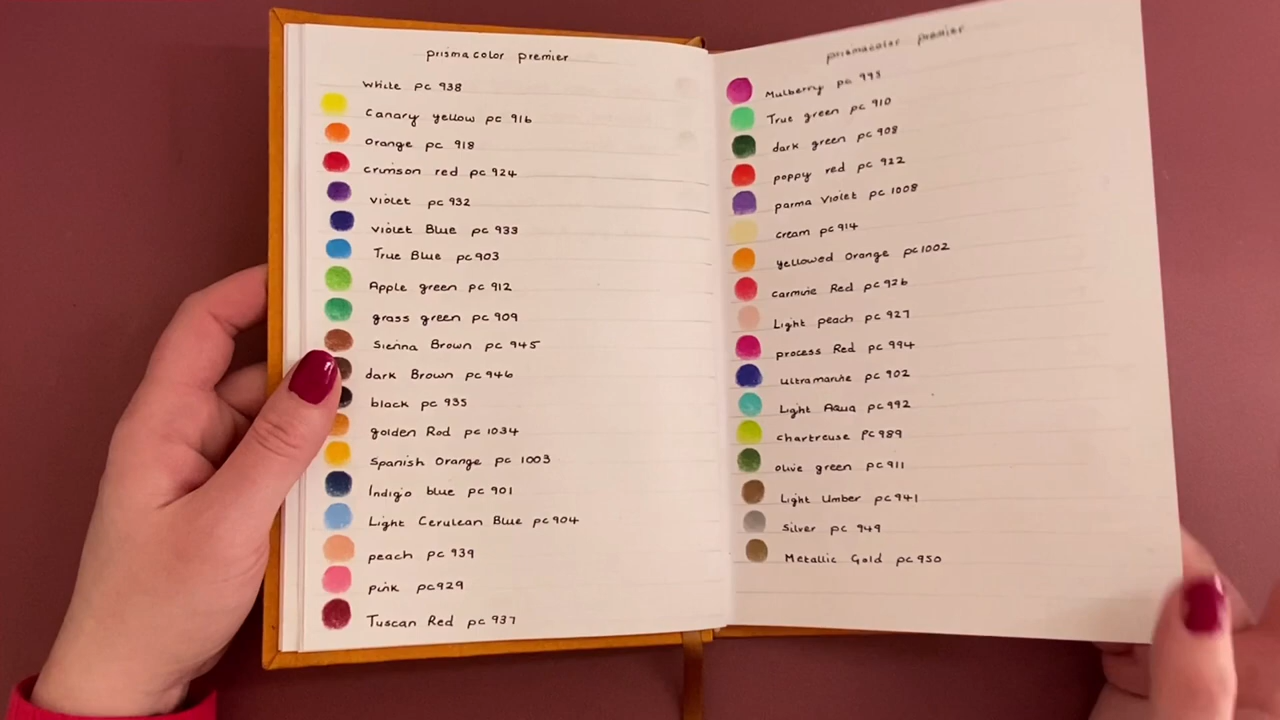 prismacolor premier
White pc 938
Canary yellow pc 916
Orange pc 918
crimson red pc 924
violet pc 932
violet Blue pc 933
True Blue pc 903
Apple green pc 912
grass green pc 909
Sienna Brown pc 945
dark Brown pc 946
black pc 935
golden Rod pc 1034
Spanish Orange pc 1003
Indigo blue pc 901
Light Cerulean Blue pc 904
peach pc 939
pink pc 929
Tuscan Red pc 937
prismacolor premier
Mulberry pc 995
True green pc 910
dark green pc 908
poppy red pc 922
parma Violet pc 1008
cream pc 914
yellowed Orange pc 1002
carmine Red pc 926
Light peach pc 927
process Red pc 994
ultramarine pc 902
Light Aqua pc 992
chartreuse pc 989
olive green pc 911
Light Umber pc 941
Silver pc 949
Metallic Gold pc 950